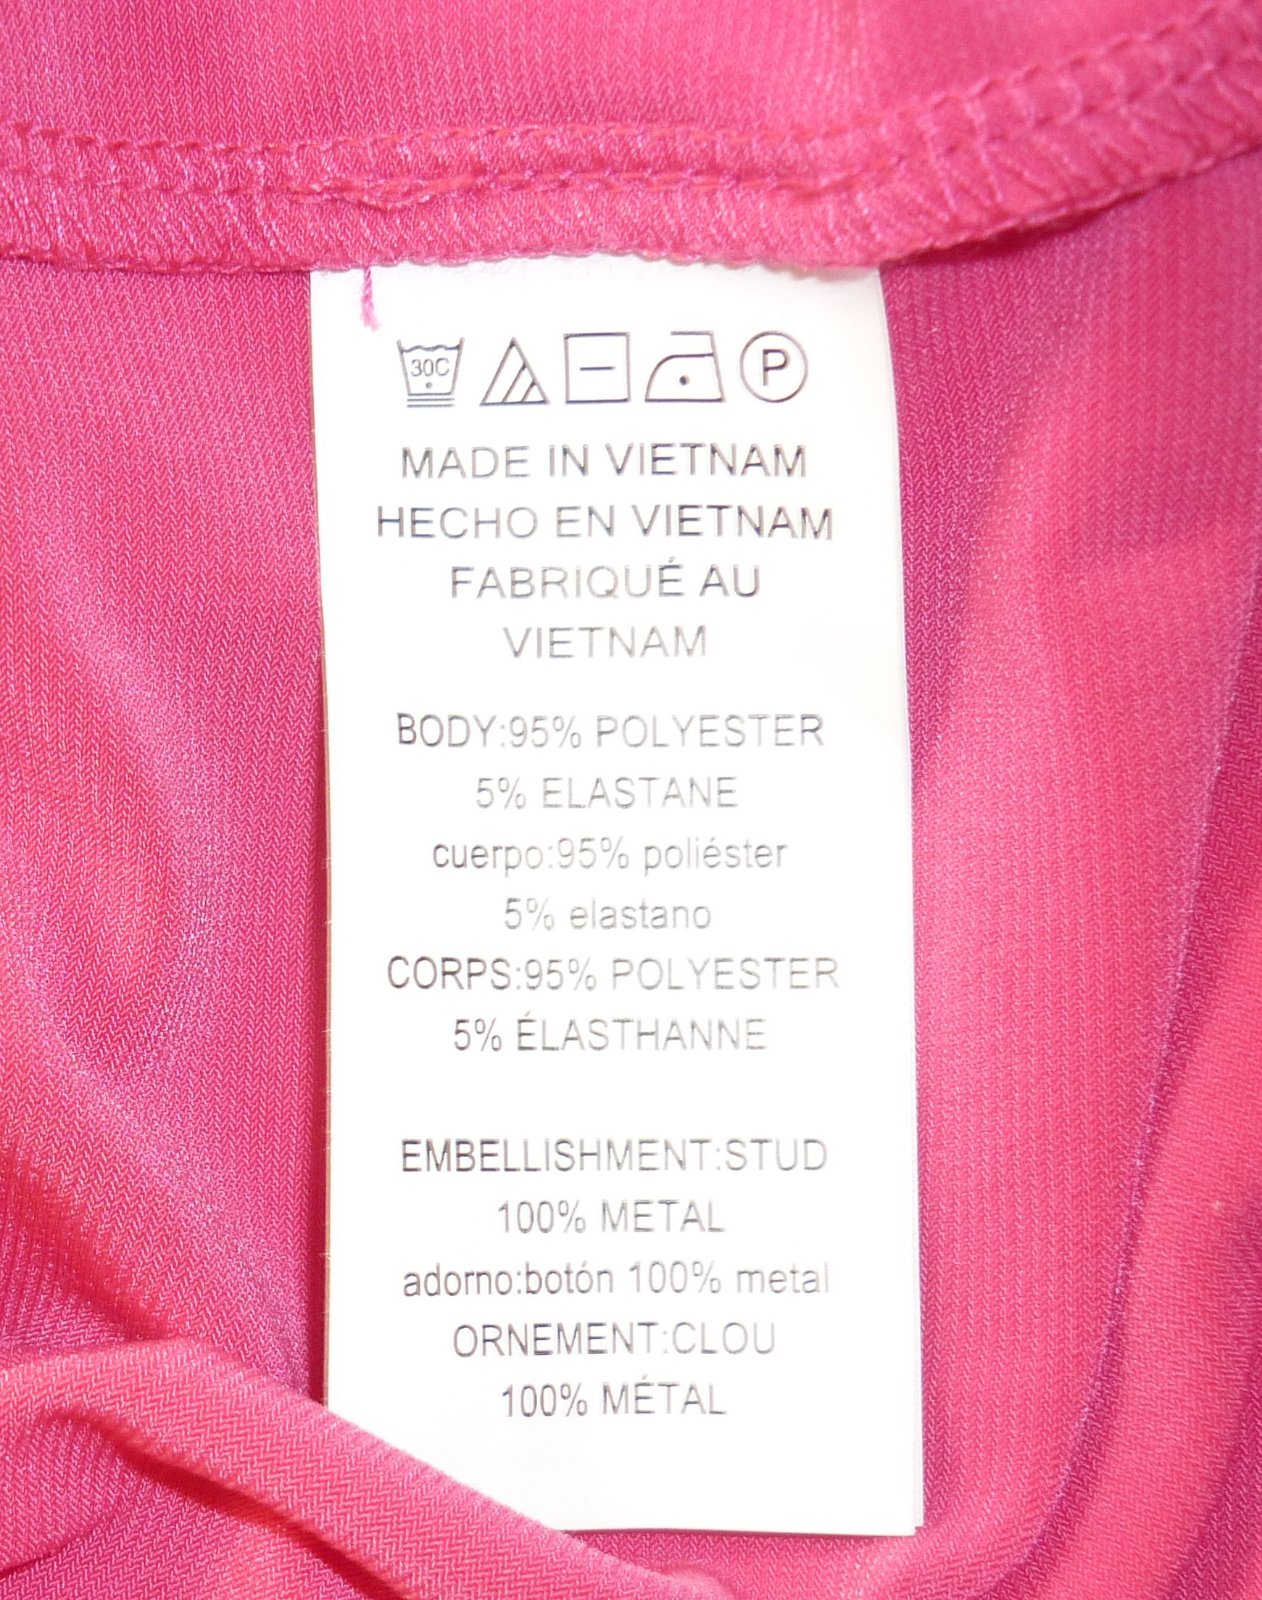 30C P
MADE IN VIETNAM
HECHO EN VIETNAM
FABRIQUÉ AU
VIETNAM
BODY:95% POLYESTER
5% ELASTANE
cuerpo:95% poliéster
5% elastano
CORPS:95% POLYESTER
5% ÉLASTHANNE
EMBELLISHMENT:STUD
100% METAL
adorno:botón 100% metal
ORNEMENT:CLOU
100% MÉTAL